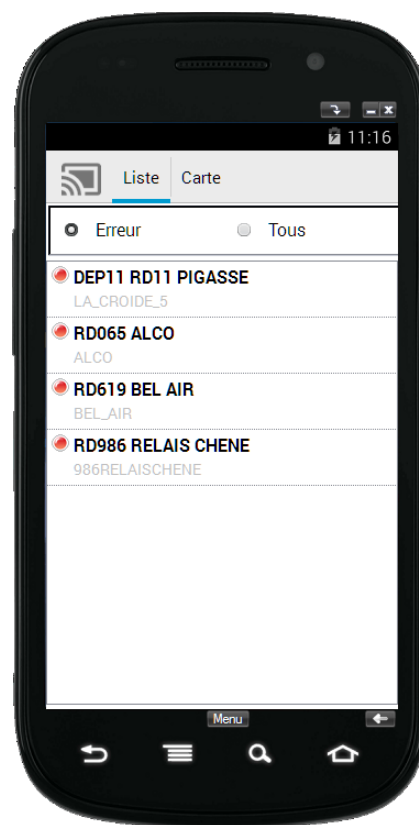 11:16
Liste Carte
Erreur Tous
DEP11 RD11 PIGASSE
LA_CROIDE_5
RD065 ALCO
ALCO
RD619 BEL AIR
BEL_AIR
RD986 RELAIS CHENE
986RELAISCHENE
Menu